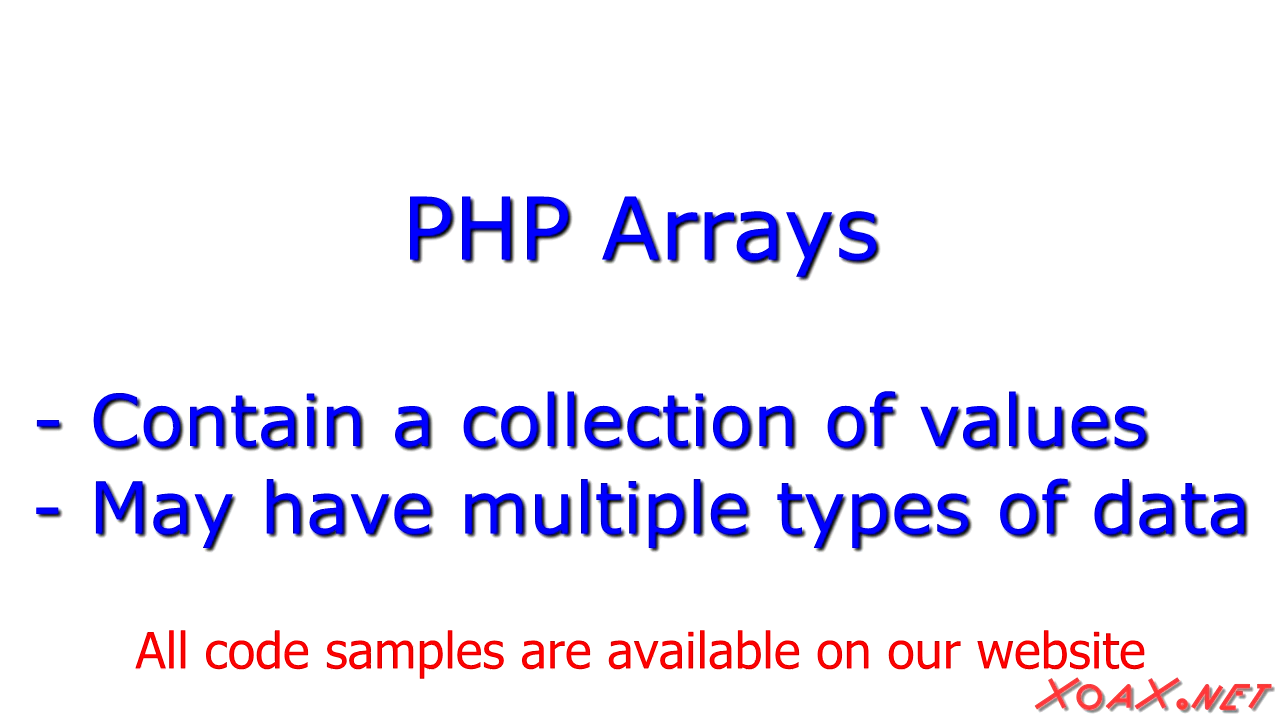 PHP Arrays
- Contain a collection of values
- May have multiple types of data
All code samples are available on our website
XOAX.NET